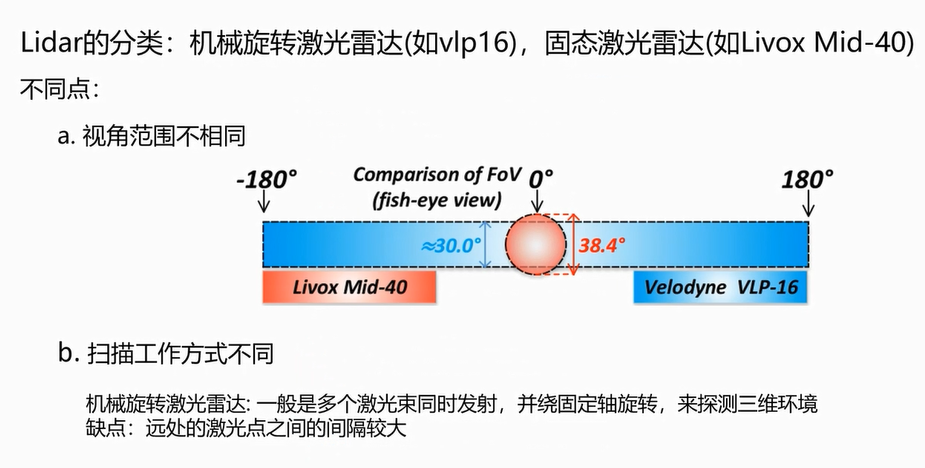 Lidar的分类：机械旋转激光雷达(如vlp16)，固态激光雷达(如Livox Mid-40)
不同点：
a. 视角范围不相同
-180° Comparison of FoV 0° 180°
(fish-eye view)
≈30.0° 38.4°
Livox Mid-40 Velodyne VLP-16
b. 扫描工作方式不同
机械旋转激光雷达: 一般是多个激光束同时发射，并绕固定轴旋转，来探测三维环境
缺点：远处的激光点之间的间隔较大